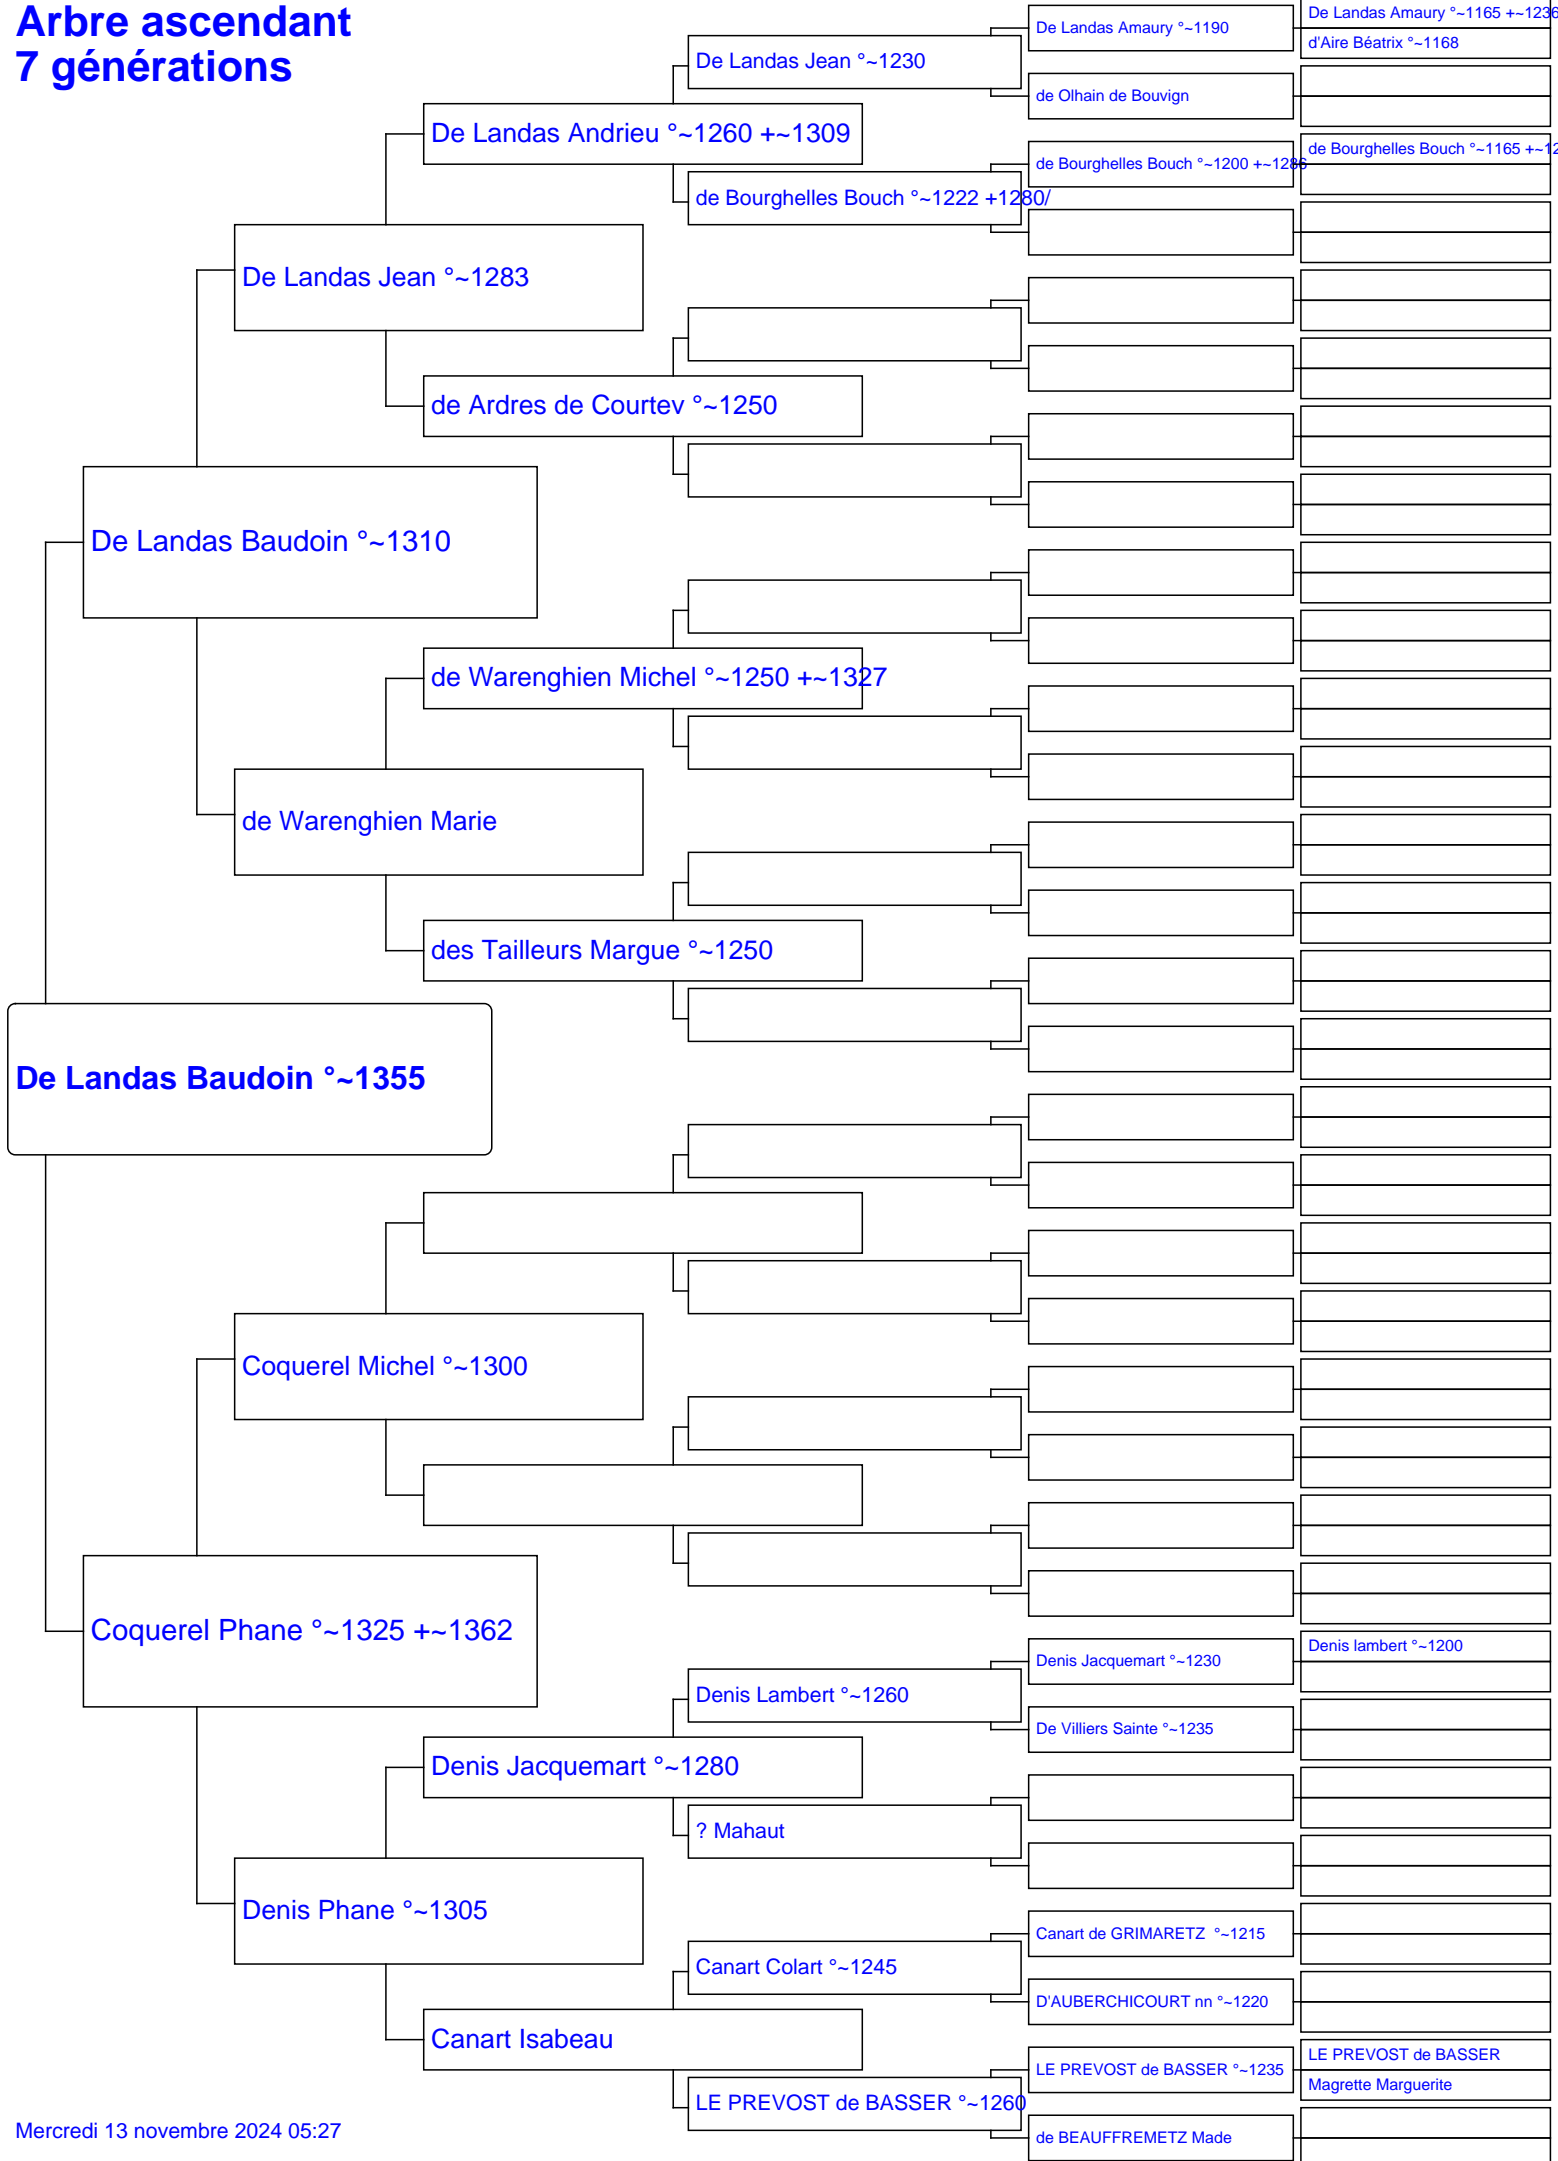 Arbre ascendant
7 générations
De Landas Amaury °~1165 +~1236
De Landas Amaury °~1190
d'Aire Béatrix °~1168
De Landas Jean °~1230
de Olhain de Bouvign
De Landas Andrieu °~1260 +~1309
de Bourghelles Bouch °~1165 +~12
de Bourghelles Bouch °~1200 +~1286
de Bourghelles Bouch °~1222 +1280/
De Landas Jean °~1283
de Ardres de Courtev °~1250
De Landas Baudoin °~1310
de Warenghien Michel °~1250 +~1327
de Warenghien Marie
des Tailleurs Margue °~1250
De Landas Baudoin °~1355
Coquerel Michel °~1300
Coquerel Phane °~1325 +~1362
Denis lambert °~1200
Denis Jacquemart °~1230
Denis Lambert °~1260
De Villiers Sainte °~1235
Denis Jacquemart °~1280
? Mahaut
Denis Phane °~1305
Canart de GRIMARETZ  °~1215
Canart Colart °~1245
D'AUBERCHICOURT nn °~1220
Canart Isabeau
LE PREVOST de BASSER
LE PREVOST de BASSER °~1235
Magrette Marguerite
LE PREVOST de BASSER °~1260
de BEAUFFREMETZ Made
Mercredi 13 novembre 2024 05:27